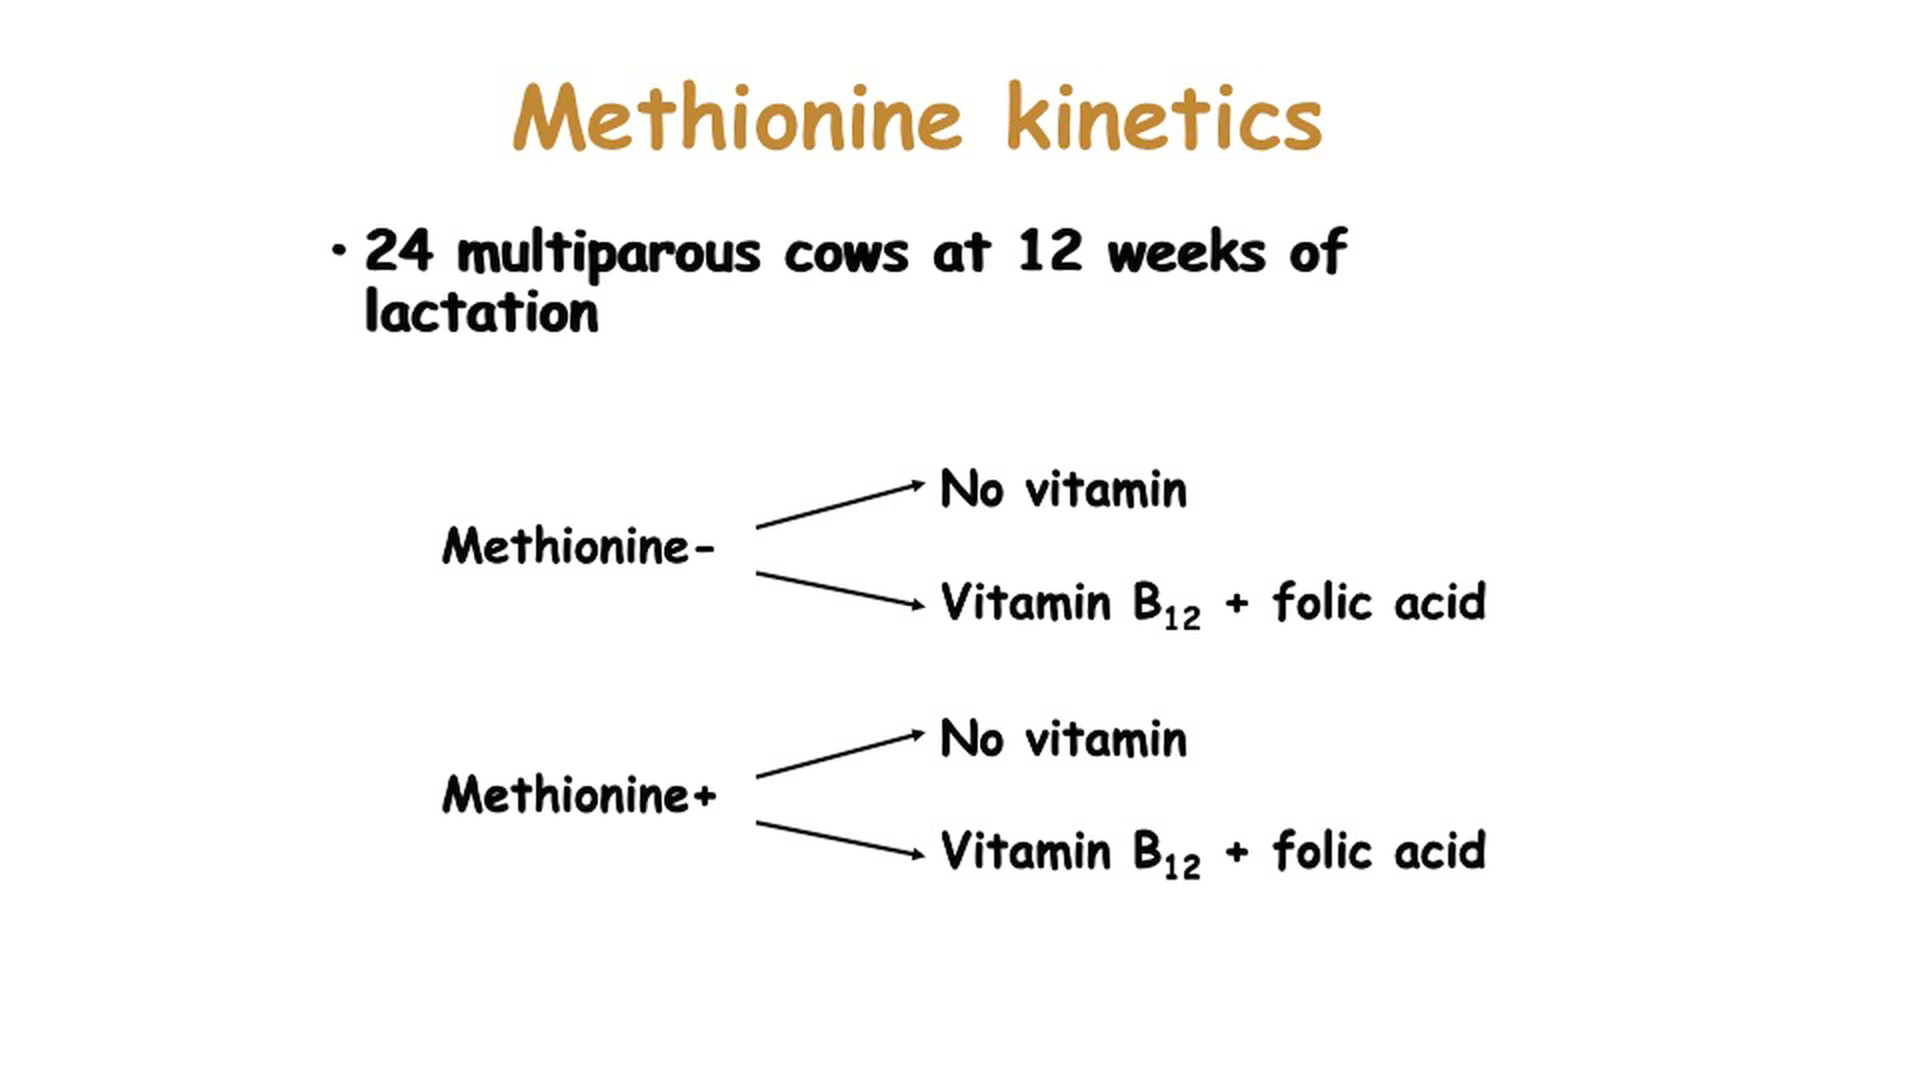 Methionine kinetics
• 24 multiparous cows at 12 weeks of
lactation
No vitamin
Methionine-
Vitamin B₁₂ + folic acid
No vitamin
Methionine+
Vitamin B₁₂ + folic acid